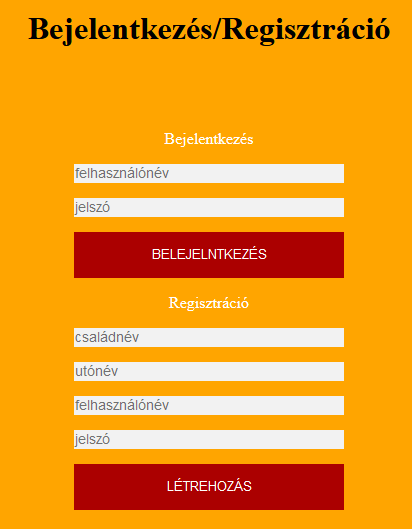 Bejelentkezés/Regisztráció
Bejelentkezés
felhasználónév
jelszó
BELEJELNTKEZÉS
Regisztráció
családnév
utónév
felhasználónév
jelszó
LÉTREHOZÁS